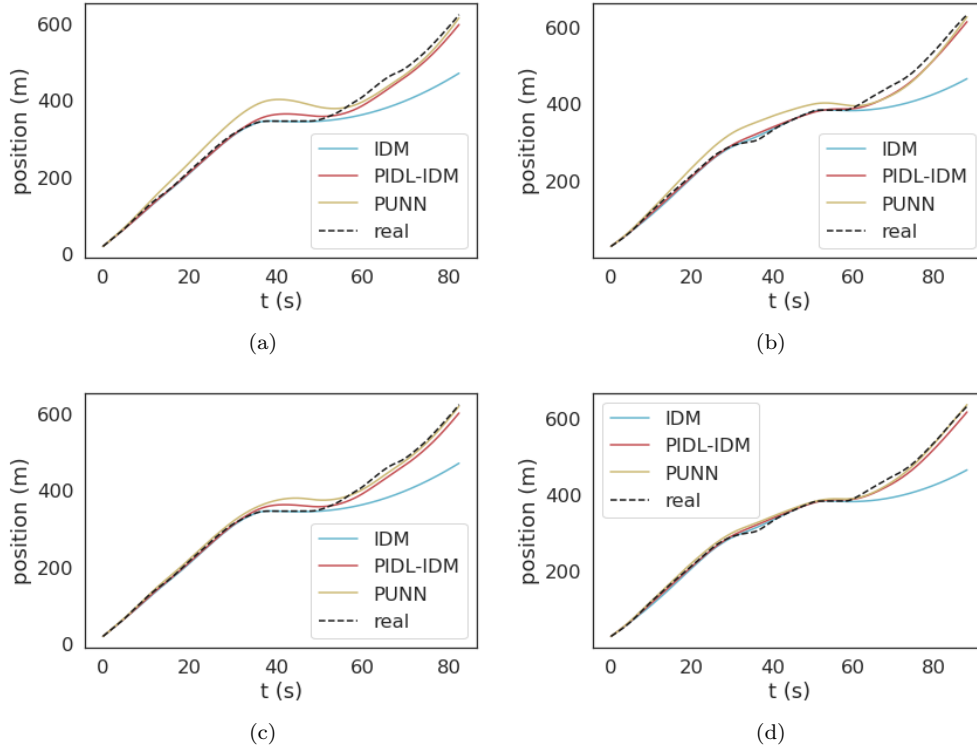 600
400
200
0
position (m)
IDM
PIDL-IDM
PUNN
real
0 20 40 60 80
t (s)
(a)
600
400
200
position (m)
IDM
PIDL-IDM
PUNN
real
0 20 40 60 80
t (s)
(b)
600
400
200
0
position (m)
IDM
PIDL-IDM
PUNN
real
0 20 40 60 80
t (s)
(c)
600
400
200
position (m)
IDM
PIDL-IDM
PUNN
real
0 20 40 60 80
t (s)
(d)